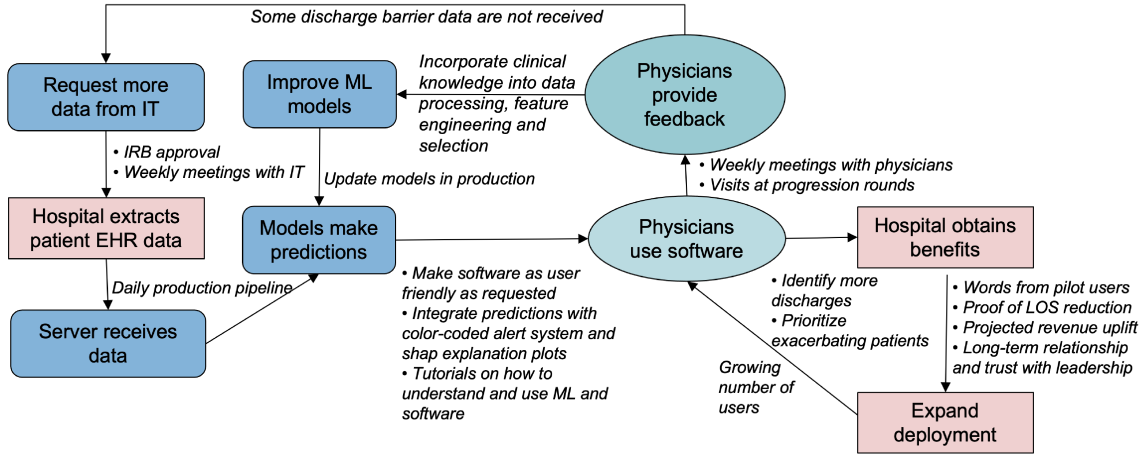 Some discharge barrier data are not received
Request more
data from IT
Improve ML
models
Incorporate clinical
knowledge into data
processing, feature
engineering and
selection
Physicians
provide
feedback
• IRB approval
• Weekly meetings with IT
Update models in production
• Weekly meetings with physicians
• Visits at progression rounds
Hospital extracts
patient EHR data
Models make
predictions
Physicians
use software
Hospital obtains
benefits
Daily production pipeline
• Make software as user
friendly as requested
• Integrate predictions with
color-coded alert system and
shap explanation plots
• Tutorials on how to
understand and use ML and
software
• Identify more
discharges
• Prioritize
exacerbating patients
• Words from pilot users
• Proof of LOS reduction
• Projected revenue uplift
• Long-term relationship
and trust with leadership
Server receives
data
Growing
number of
users
Expand
deployment